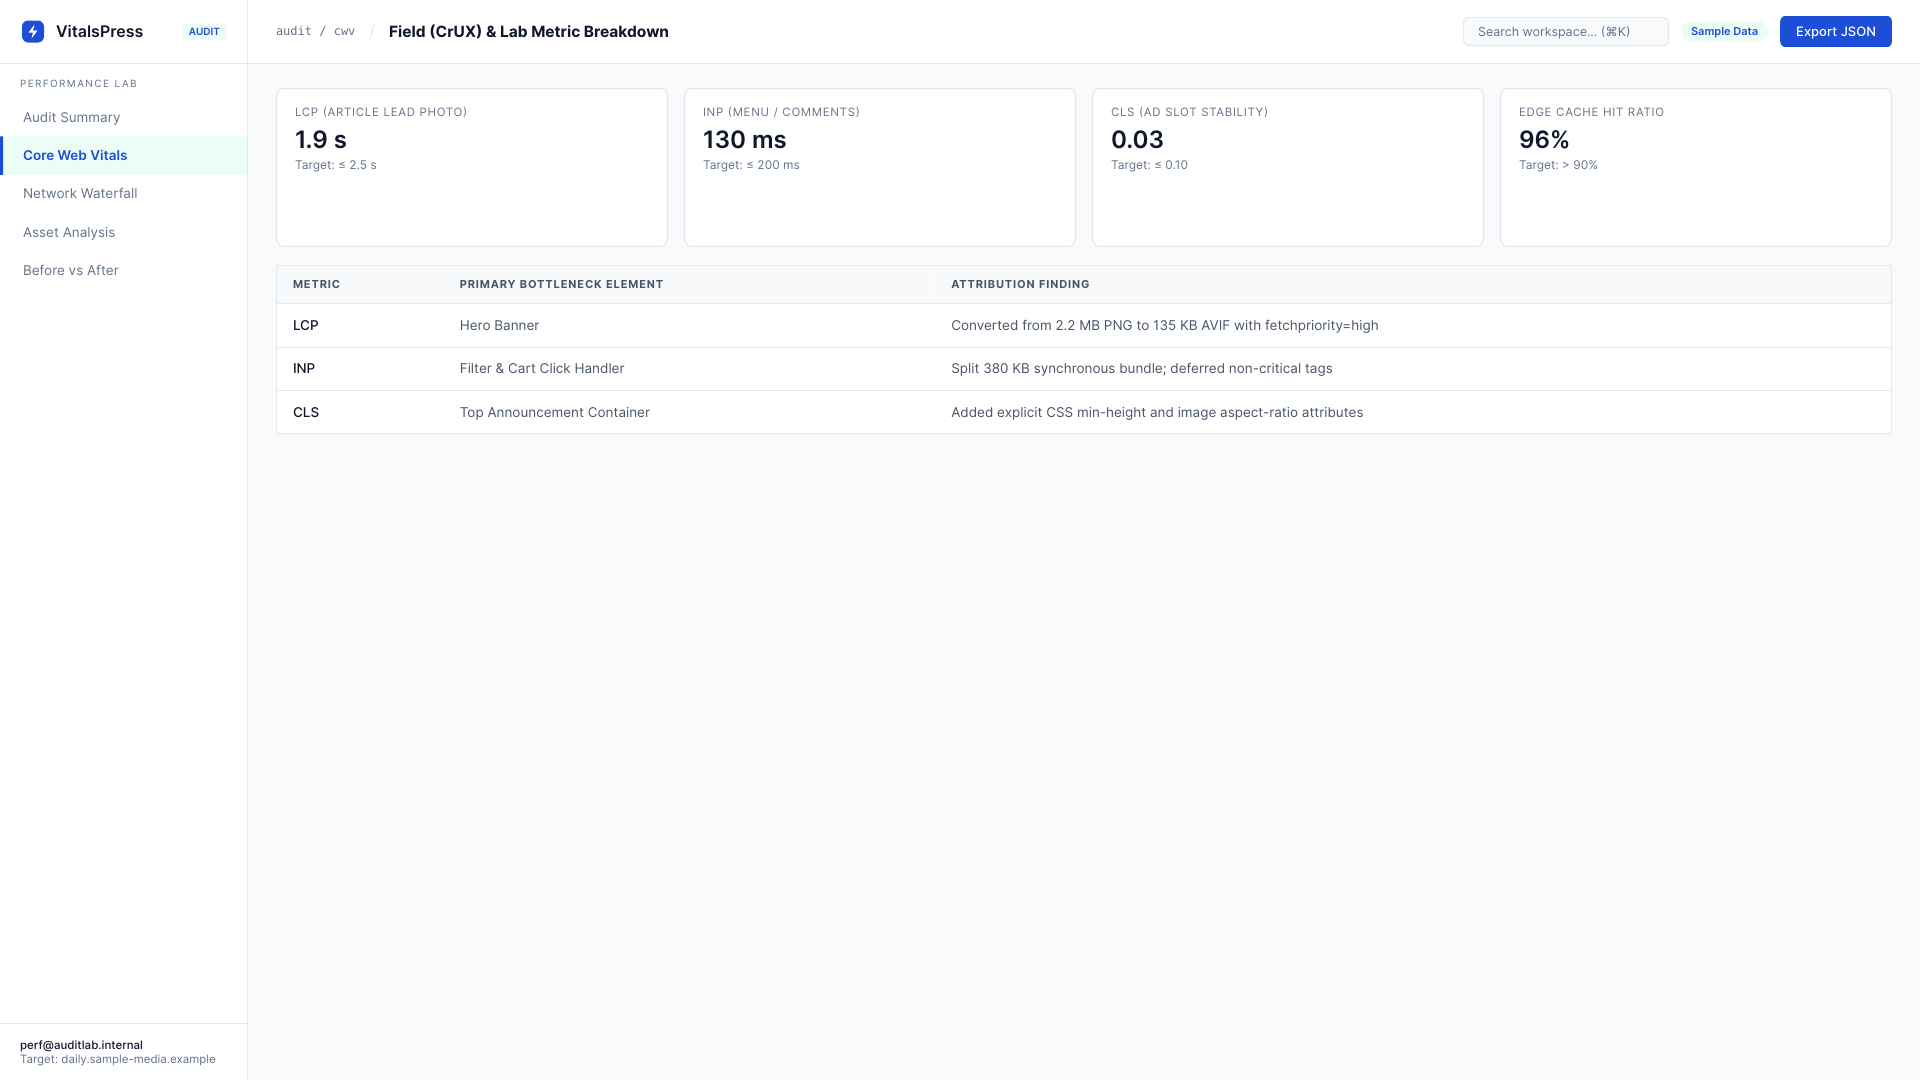 VitalsPress AUDIT
PERFORMANCE LAB
Audit Summary
Core Web Vitals
Network Waterfall
Asset Analysis
Before vs After
perf@auditlab.internal
Target: daily.sample-media.example
audit / cwv / Field (CrUX) & Lab Metric Breakdown
Search workspace... (⌘K) Sample Data Export JSON
LCP (ARTICLE LEAD PHOTO)
1.9 s
Target: ≤ 2.5 s
INP (MENU / COMMENTS)
130 ms
Target: ≤ 200 ms
CLS (AD SLOT STABILITY)
0.03
Target: ≤ 0.10
EDGE CACHE HIT RATIO
96%
Target: > 90%
METRIC PRIMARY BOTTLENECK ELEMENT ATTRIBUTION FINDING
LCP Hero Banner Converted from 2.2 MB PNG to 135 KB AVIF with fetchpriority=high
INP Filter & Cart Click Handler Split 380 KB synchronous bundle; deferred non-critical tags
CLS Top Announcement Container Added explicit CSS min-height and image aspect-ratio attributes